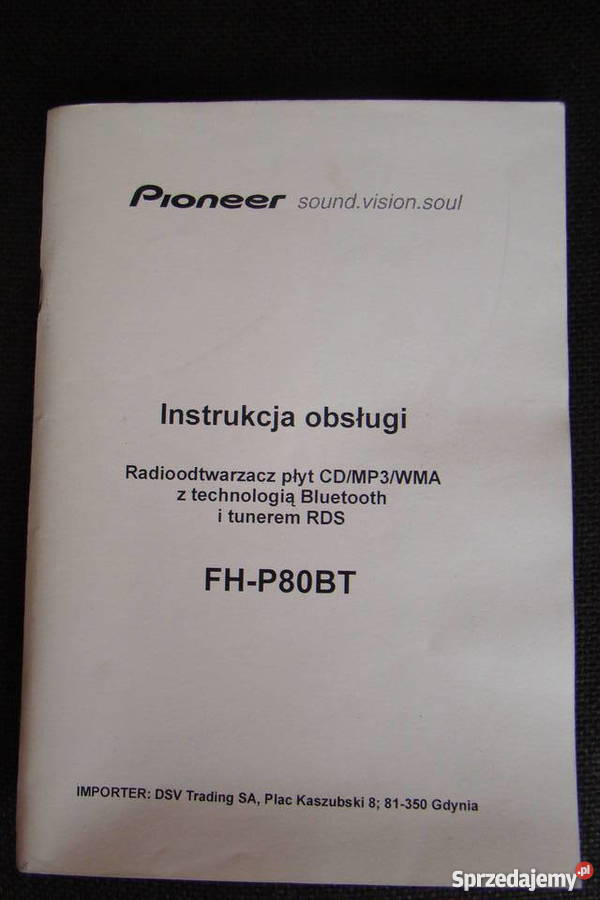 Pioneer sound.vision.soul
Instrukcja obsługi
Radioodtwarzacz płyt CD/MP3/WMA
z technologią Bluetooth
i tunerem RDS
FH-P80BT
IMPORTER: DSV Trading SA, Plac Kaszubski 8; 81-350 Gdynia
Sprzedajemy.pl